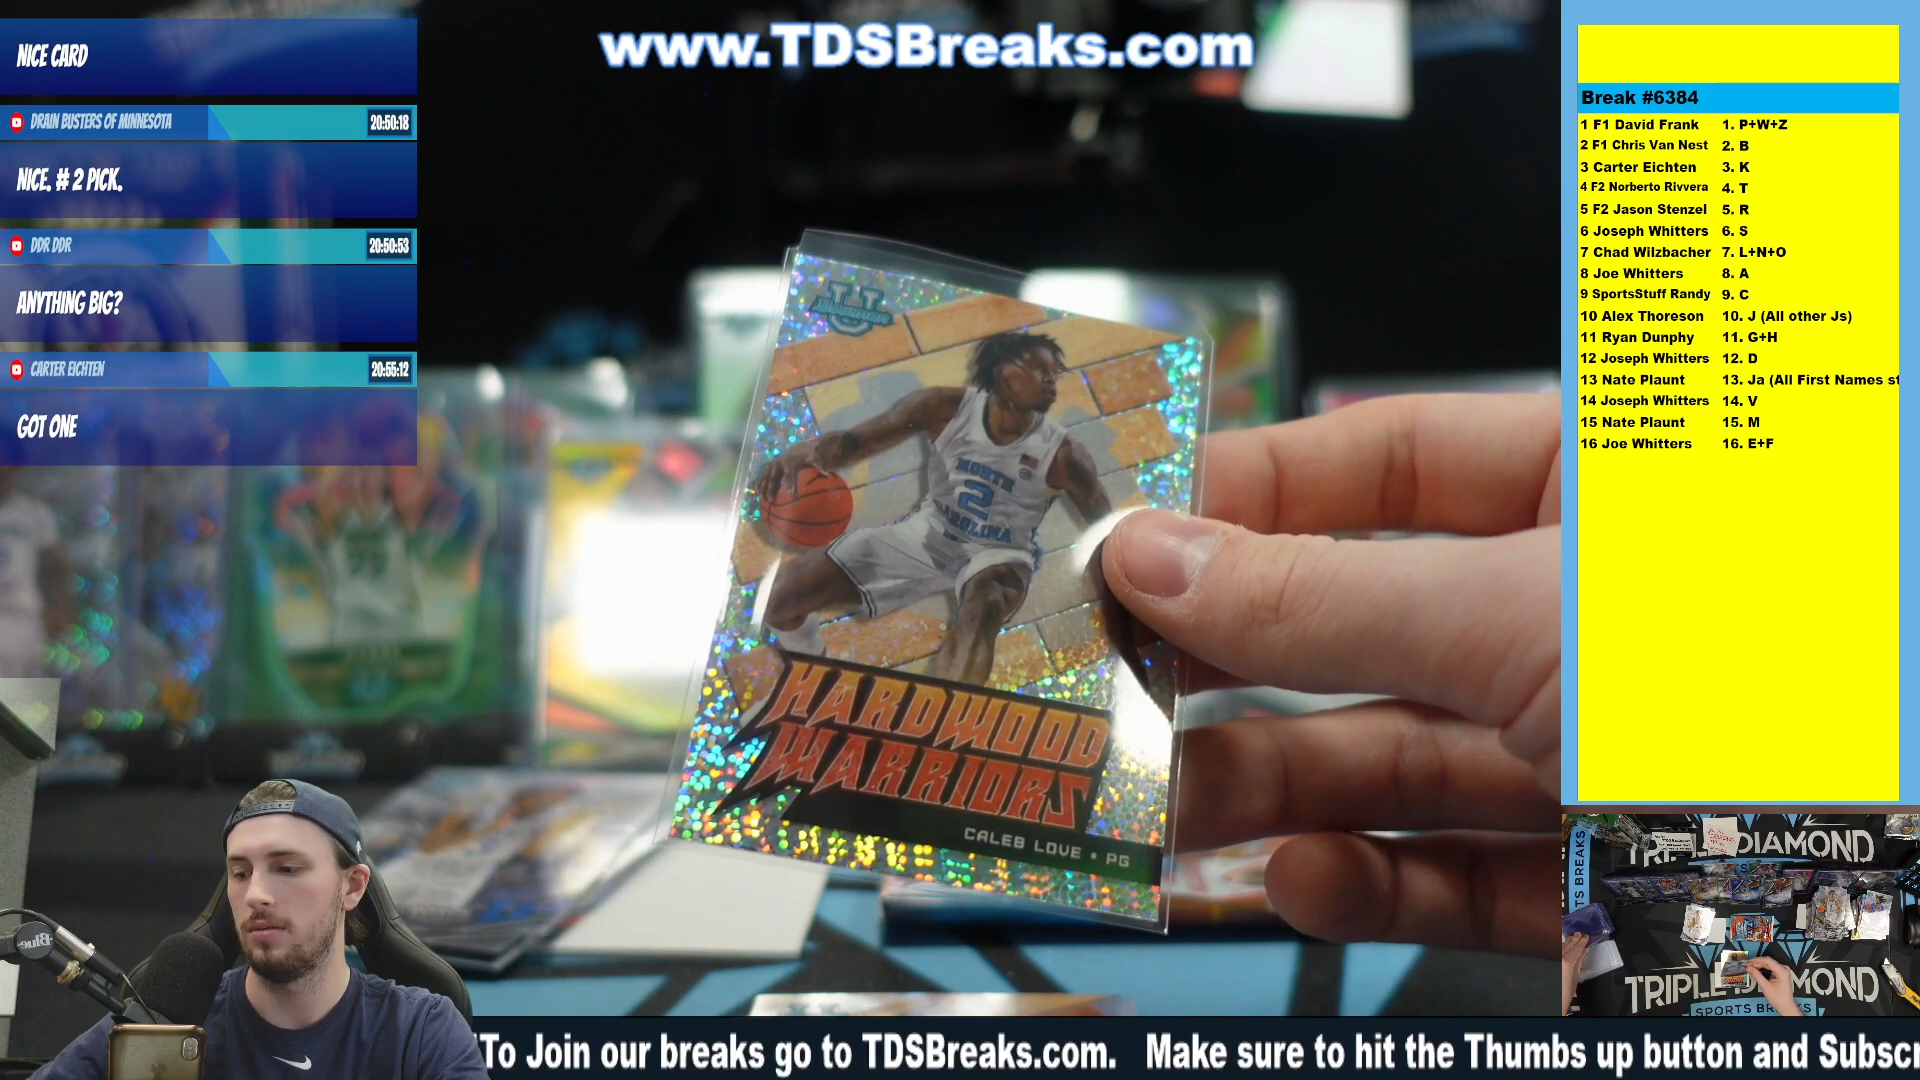 www.TDSBreaks.com
NICE CARD
DRAIN BUSTERS OF MINNESOTA 20:50:18
NICE. # 2 PICK.
DDR DDR 20:50:53
ANYTHING BIG?
CARTER EICHTEN 20:55:12
GOT ONE
U
NORTH
2
CAROLINA
HARDWOOD
WARRIORS
CALEB LOVE • PG
Blue
Break #6384
1 F1 David Frank 1. P+W+Z
2 F1 Chris Van Nest 2. B
3 Carter Eichten 3. K
4 F2 Norberto Rivvera 4. T
5 F2 Jason Stenzel 5. R
6 Joseph Whitters 6. S
7 Chad Wilzbacher 7. L+N+O
8 Joe Whitters 8. A
9 SportsStuff Randy 9. C
10 Alex Thoreson 10. J (All other Js)
11 Ryan Dunphy 11. G+H
12 Joseph Whitters 12. D
13 Nate Plaunt 13. Ja (All First Names st
14 Joseph Whitters 14. V
15 Nate Plaunt 15. M
16 Joe Whitters 16. E+F
TRIPLE DIAMOND
BREAKS
TRIPLE DIAMOND
SPORTS BREAKS
To Join our breaks go to TDSBreaks.com. Make sure to hit the Thumbs up button and Subscr